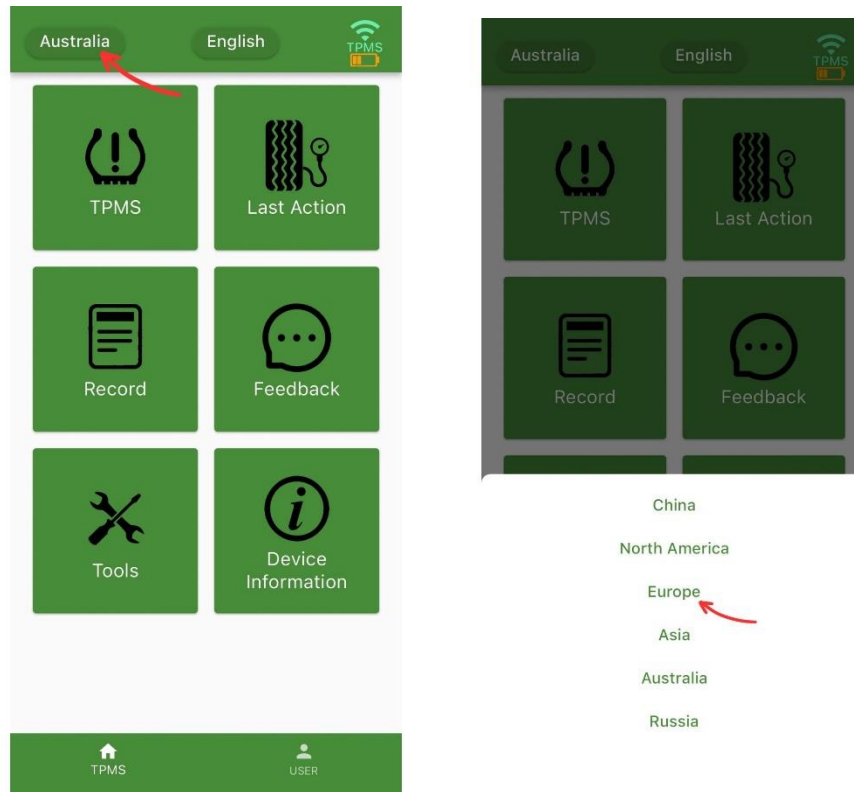 Australia
English
TPMS
TPMS
Last Action
Record
Feedback
Tools
Device
Information
TPMS
USER
Australia
English
TPMS
TPMS
Last Action
Record
Feedback
China
North America
Europe
Asia
Australia
Russia